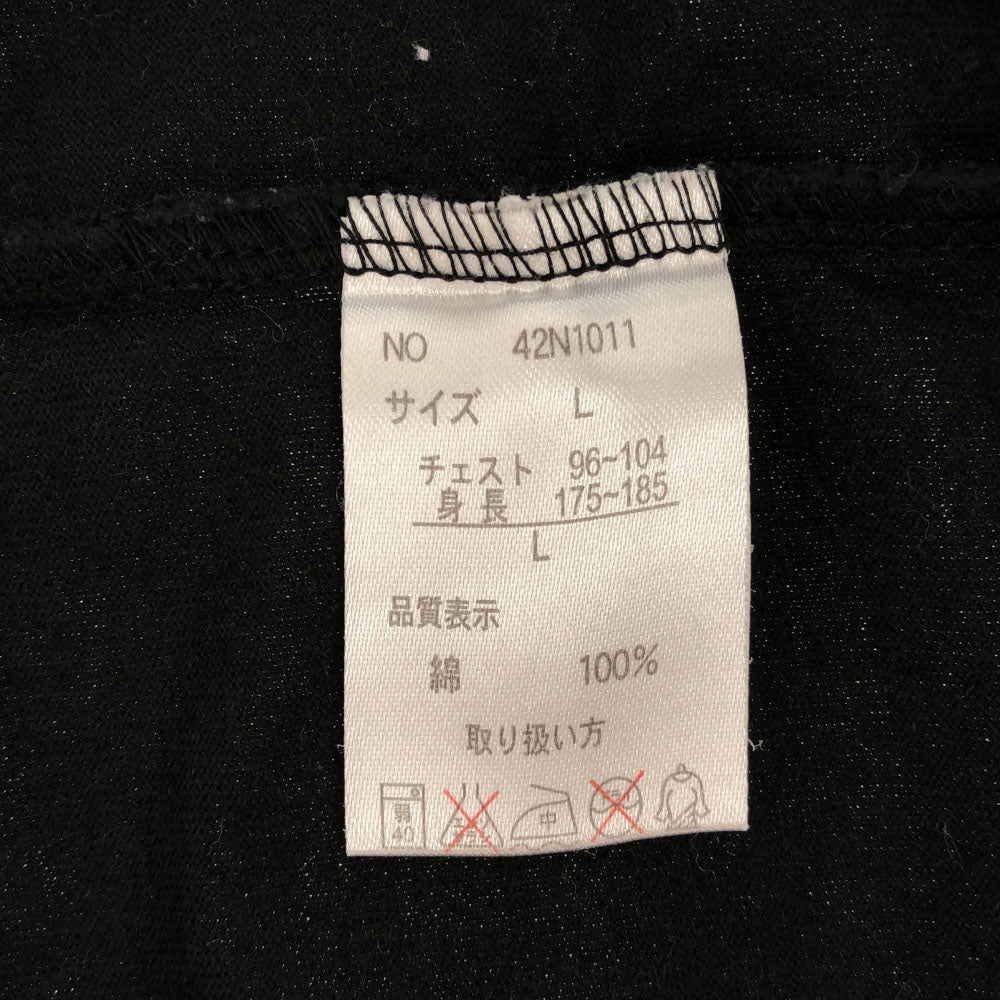 NO 42N1011
サイズ L
チェスト 96~104
身長 175~185
L
品質表示
綿 100%
取り扱い方
弱 中
40